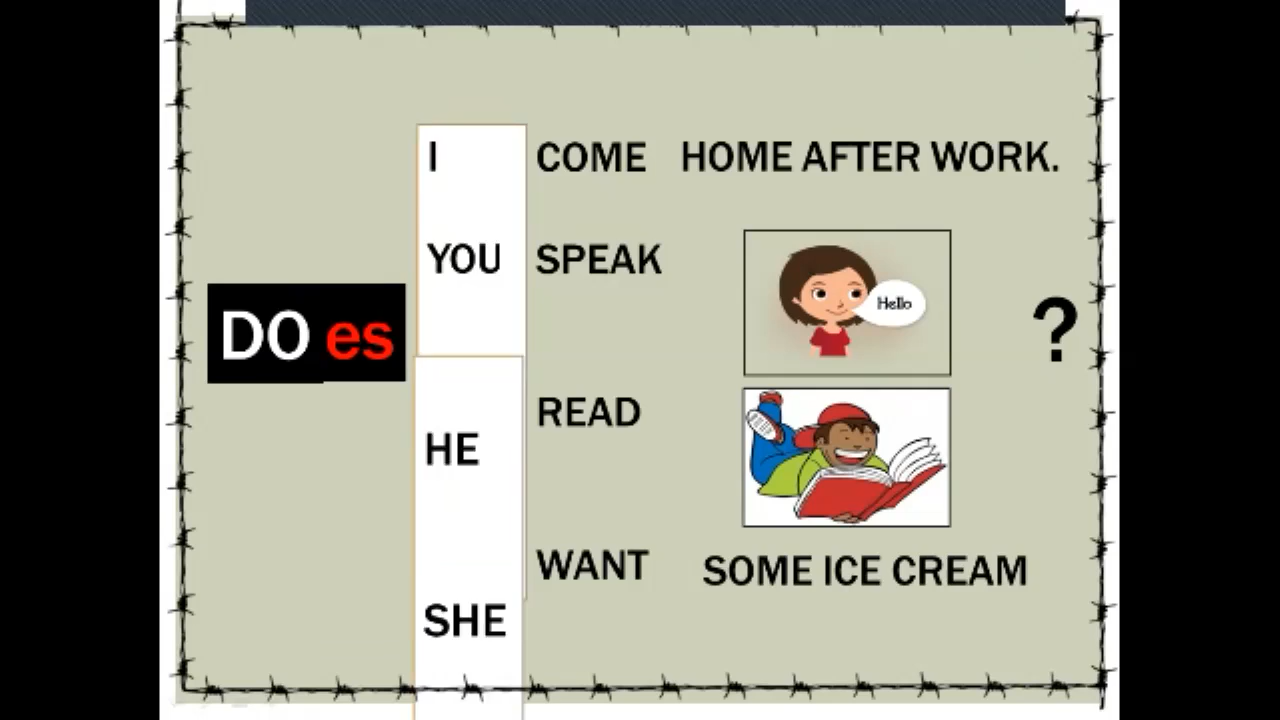 I COME HOME AFTER WORK.
YOU SPEAK
Hello
DO es
?
READ
HE
WANT SOME ICE CREAM
SHE